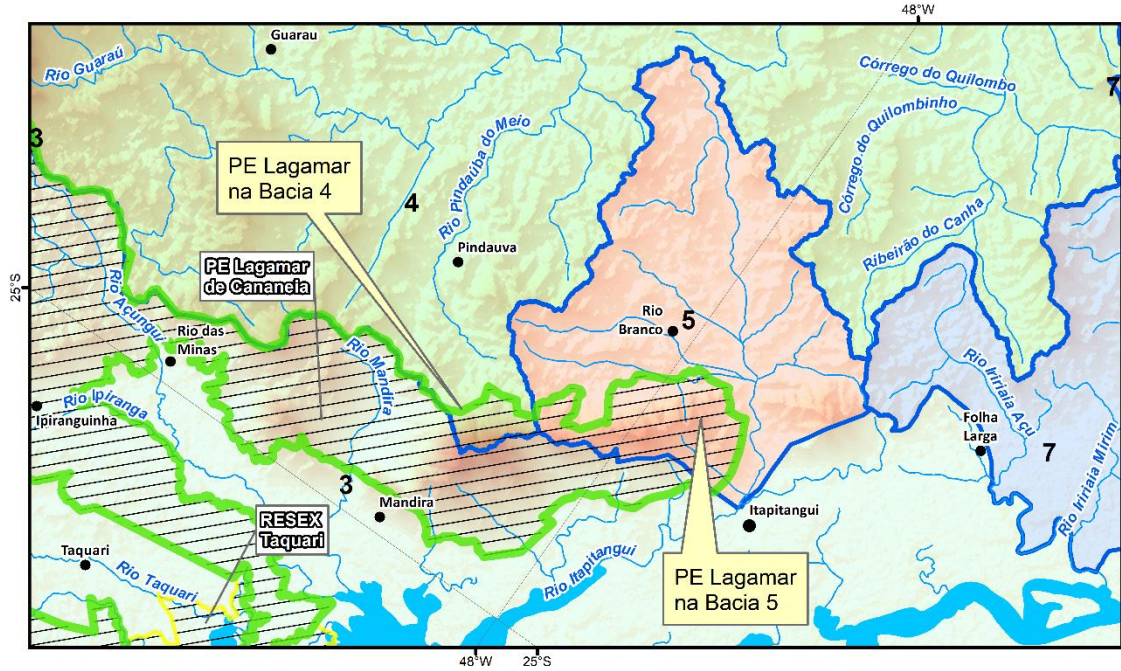 48°W
Guarau
Rio Guaraú
Córrego do Quilombo
7
Córrego do Quilombinho
3
PE Lagamar
na Bacia 4
4
Rio Pindaúba do Meio
Ribeirão do Canha
Pindauva
PE Lagamar
de Cananeia
25°S
Rio Açungui
Rio das
Minas
Rio
Branco
5
Rio Mandira
Rio Iririaia Açu
Rio Ipiranga
Ipiranguinha
Folha
Larga
7
3
Rio Iririaia Mirim
Mandira
RESEX
Taquari
Itapitangui
Taquari
Rio Taquari
Rio Itapitangui
PE Lagamar
na Bacia 5
48°W
25°S